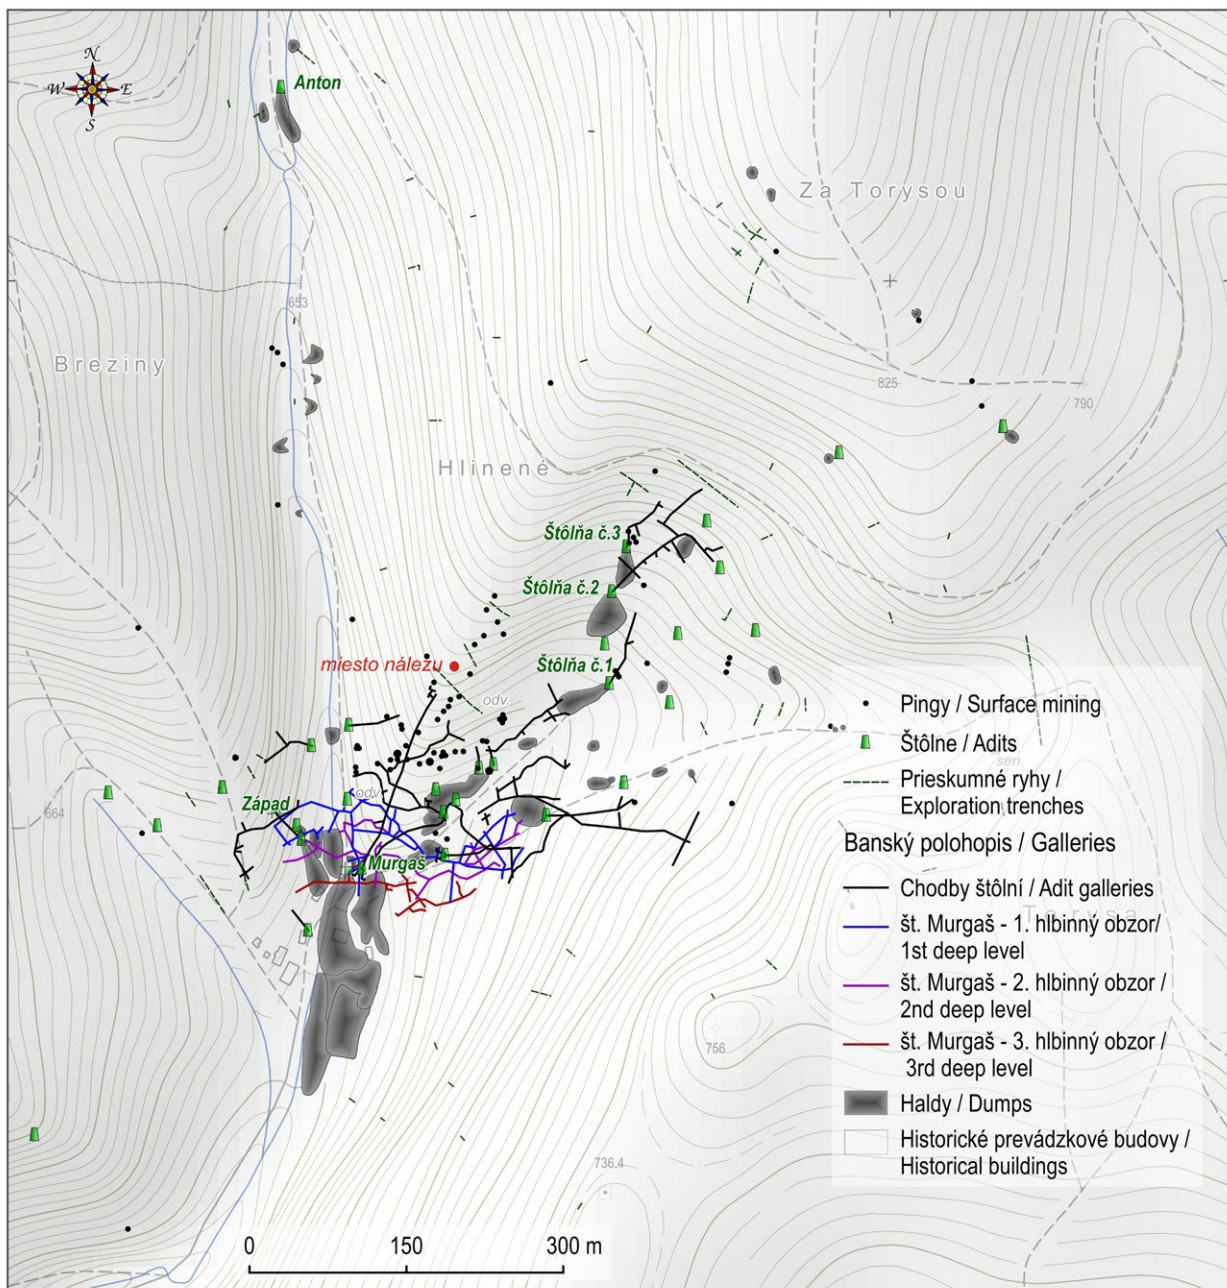 N
W E
S
Anton
Za Torysou
653
Breziny
825
790
Hlinené
Štôlňa č.3
Štôlňa č.2
miesto nálezu
Štôlňa č.1
odv.
odv.
Západ
664
Murgaš
sen.
Torysa
756
736.4
Pingy / Surface mining
Štôlne / Adits
Prieskumné ryhy /
Exploration trenches
Banský polohopis / Galleries
Chodby štôlní / Adit galleries
št. Murgaš - 1. hlbinný obzor/
1st deep level
št. Murgaš - 2. hlbinný obzor /
2nd deep level
št. Murgaš - 3. hlbinný obzor /
3rd deep level
Haldy / Dumps
Historické prevádzkové budovy /
Historical buildings
0 150 300 m